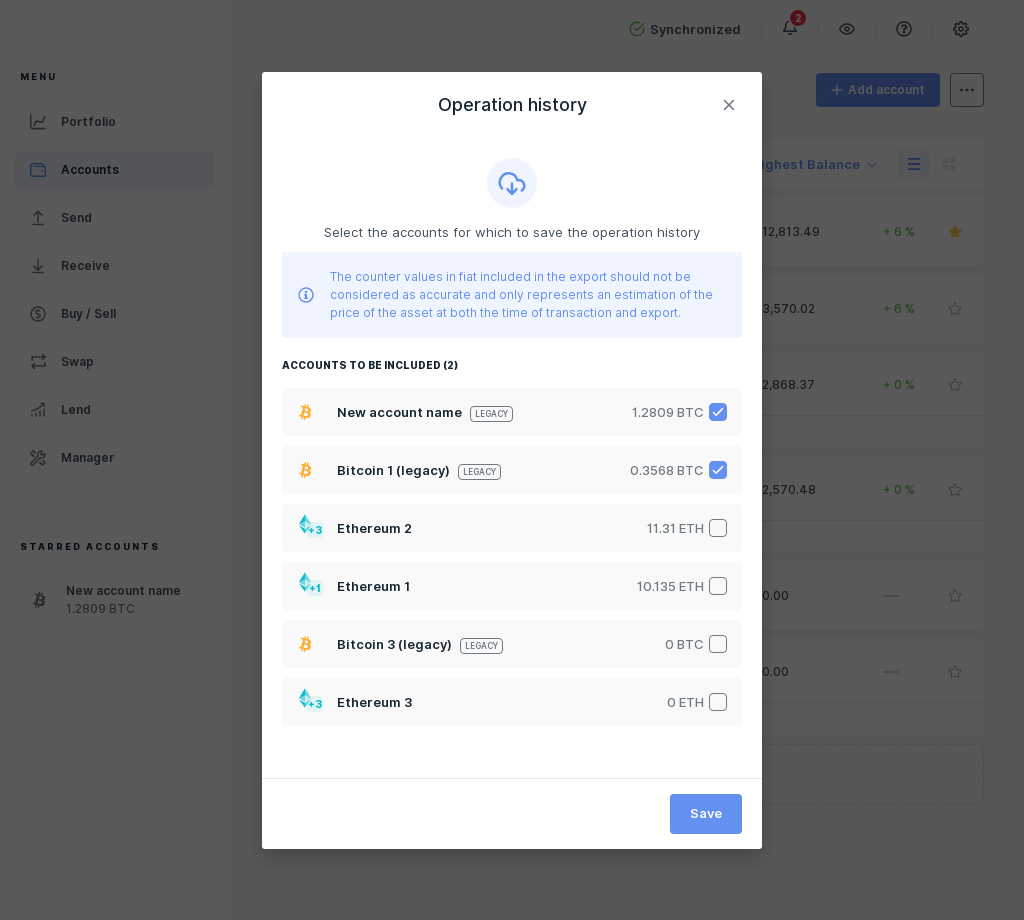 Synchronized
2
MENU
Portfolio
Accounts
Send
Receive
Buy / Sell
Swap
Lend
Manager
STARRED ACCOUNTS
New account name
1.2809 BTC
Add account
ighest Balance
12,813.49
+ 6 %
3,570.02
+ 6 %
2,868.37
+ 0 %
2,570.48
+ 0 %
0.00
—
0.00
—
Operation history
Select the accounts for which to save the operation history
The counter values in fiat included in the export should not be
considered as accurate and only represents an estimation of the
price of the asset at both the time of transaction and export.
ACCOUNTS TO BE INCLUDED (2)
New account name LEGACY 1.2809 BTC
Bitcoin 1 (legacy) LEGACY 0.3568 BTC
+3 Ethereum 2 11.31 ETH
+1 Ethereum 1 10.135 ETH
Bitcoin 3 (legacy) LEGACY 0 BTC
+3 Ethereum 3 0 ETH
Save